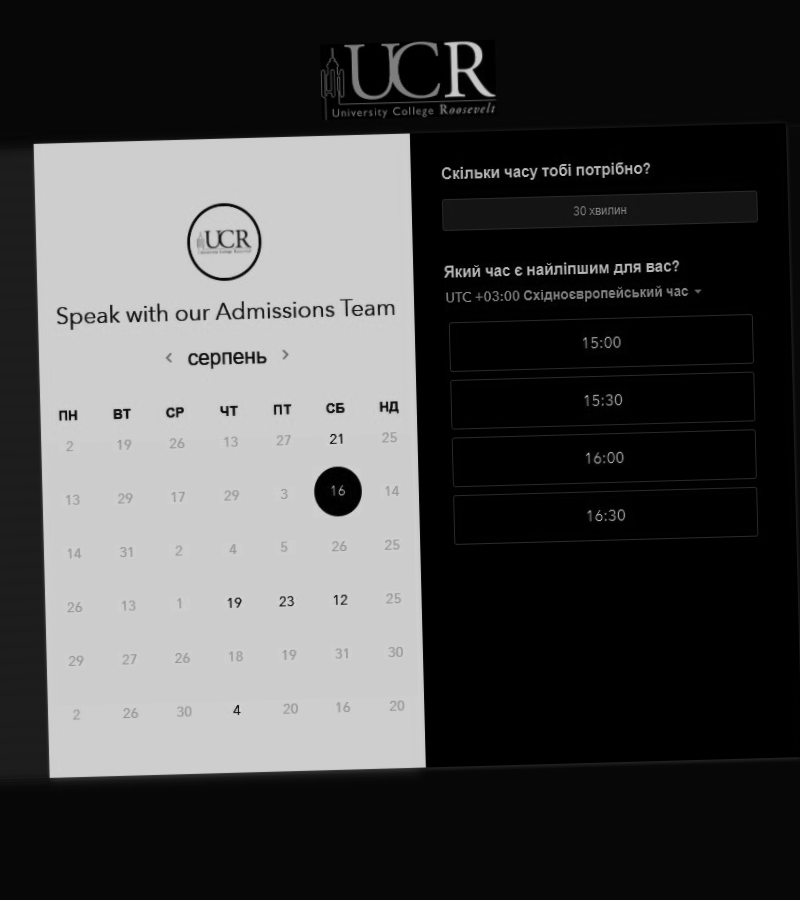 UCR
University College Roosevelt
UCR
University College Roosevelt
Speak with our Admissions Team
серпень
ПН ВТ СР ЧТ ПТ СБ НД
2 19 26 13 27 21 25
13 29 17 29 3 16 14
14 31 2 4 5 26 25
26 13 1 19 23 12 25
29 27 26 18 19 31 30
2 26 30 4 20 16 20
Скільки часу тобі потрібно?
30 хвилин
Який час є найліпшим для вас?
UTC +03:00 Східноєвропейський час
15:00
15:30
16:00
16:30